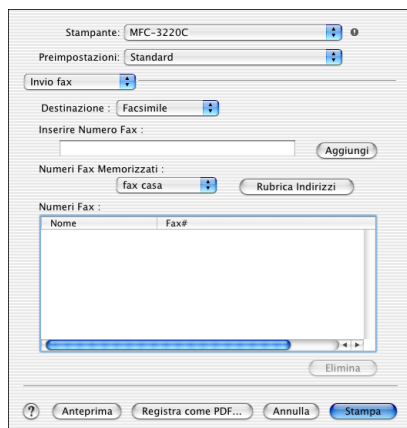 Stampante: MFC-3220C
Preimpostazioni: Standard
Invio fax
Destinazione : Facsimile
Inserire Numero Fax :
Aggiungi
Numeri Fax Memorizzati :
fax casa Rubrica Indirizzi
Numeri Fax :
Nome Fax#
Elimina
? Anteprima Registra come PDF... Annulla Stampa